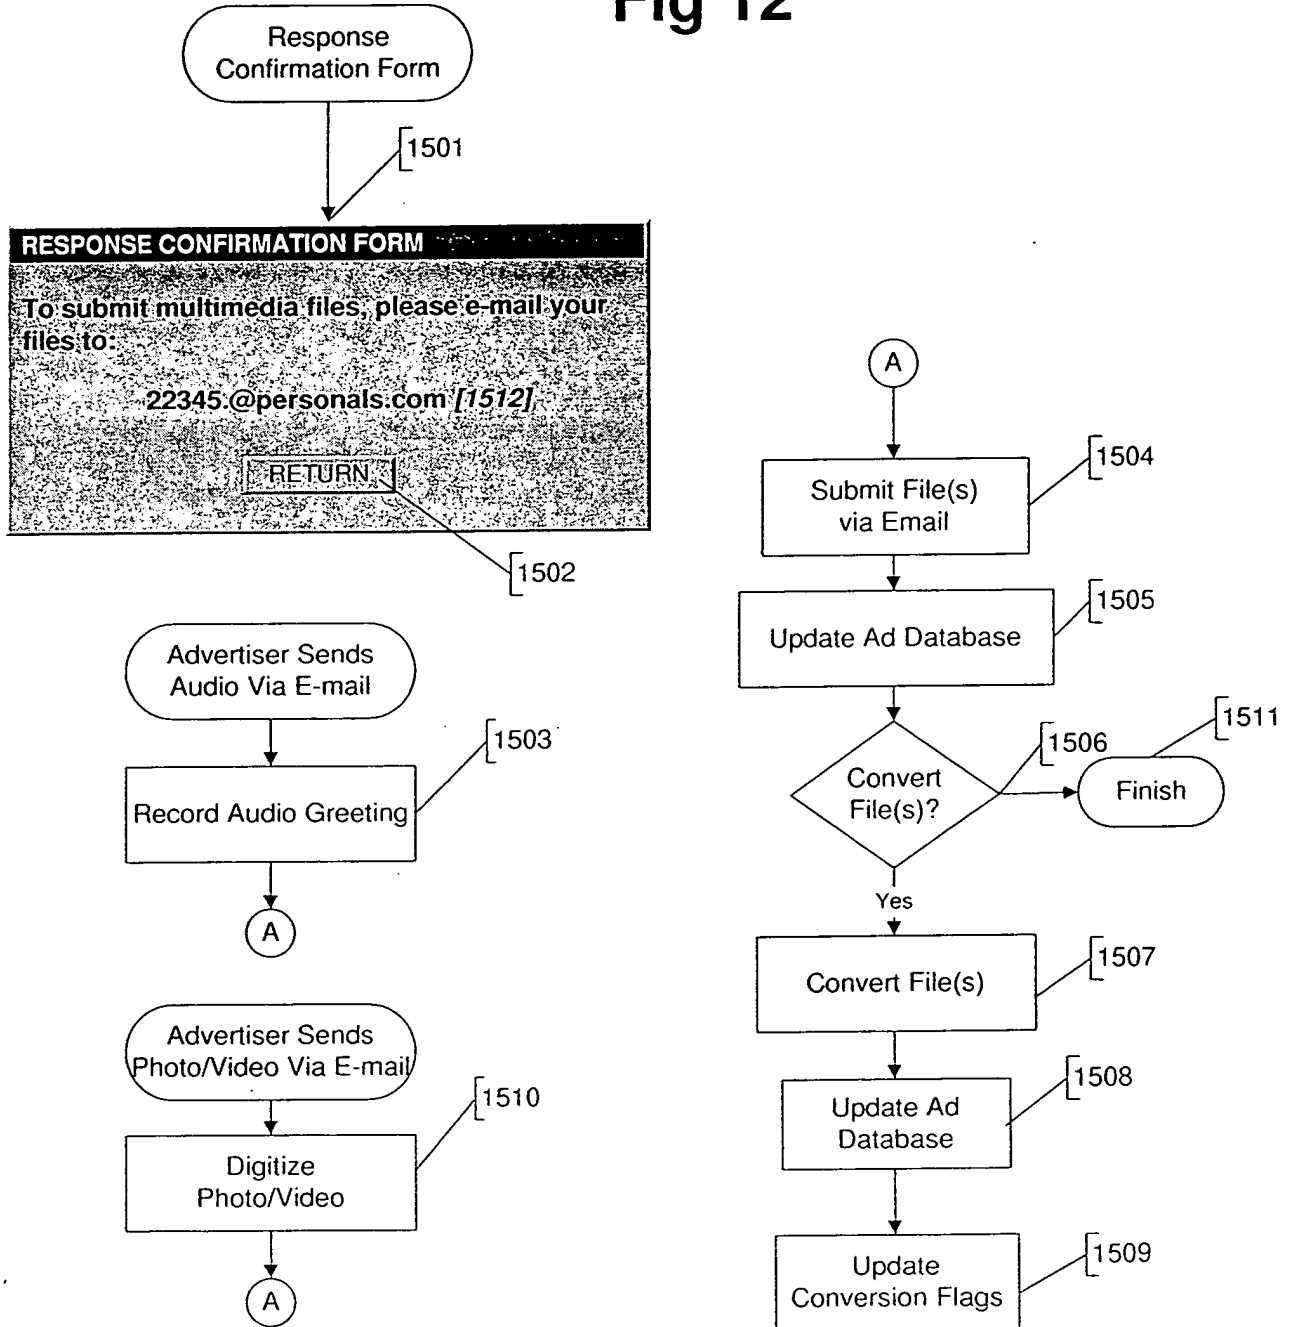 Fig 12
Response
Confirmation Form
1501
RESPONSE CONFIRMATION FORM
To submit multimedia files, please e-mail your
files to:
22345.@personals.com [1512]
RETURN
1502
Advertiser Sends
Audio Via E-mail
1503
Record Audio Greeting
A
Advertiser Sends
Photo/Video Via E-mail
1510
Digitize
Photo/Video
A
A
1504
Submit File(s)
via Email
1505
Update Ad Database
1506
1511
Convert
File(s)?
Finish
Yes
1507
Convert File(s)
1508
Update Ad
Database
1509
Update
Conversion Flags